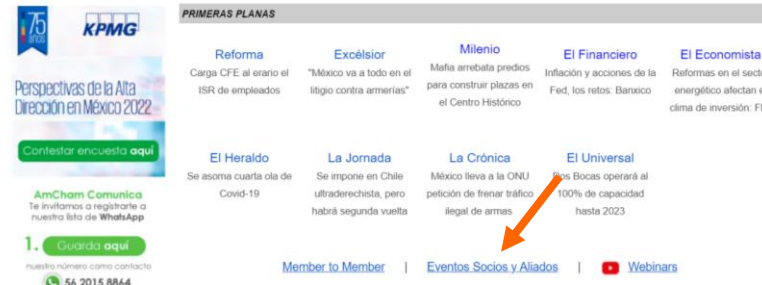 75
años
KPMG
Perspectivas de la Alta
Dirección en México 2022
Contestar encuesta aquí
AmCham Comunica
Te invitamos a registrarte a
nuestra lista de WhatsApp
1. Guarda aquí
nuestro número como contacto
56 2015 8864
PRIMERAS PLANAS
Reforma
Carga CFE al erario el
ISR de empleados
Excélsior
"México va a todo en el
litigio contra armerías"
Milenio
Mafia arrebata predios
para construir plazas en
el Centro Histórico
El Financiero
Inflación y acciones de la
Fed, los retos: Banxico
El Economista
Reformas en el
energético afectan
clima de inversión:
El Heraldo
Se asoma cuarta ola de
Covid-19
La Jornada
Se impone en Chile
ultraderechista, pero
habrá segunda vuelta
La Crónica
México lleva a la ONU
petición de frenar tráfico
ilegal de armas
El Universal
Bocas operará al
100% de capacidad
hasta 2023
Member to Member | Eventos Socios y Aliados | Webinars